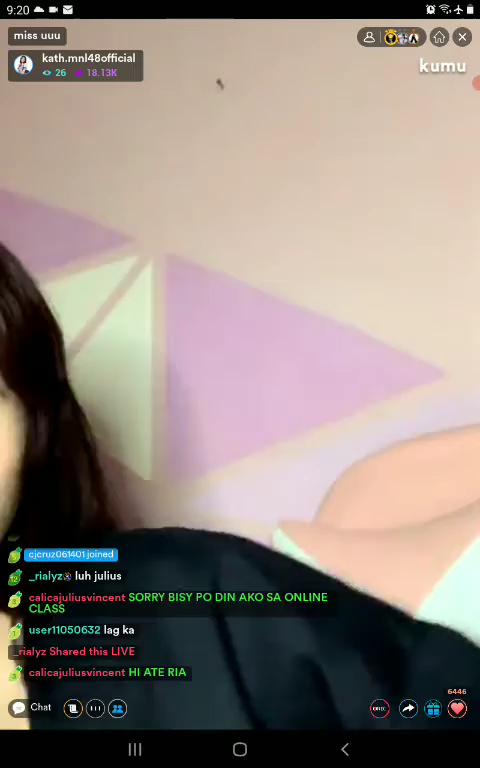 9:20
miss uuu
kath.mnl48official
26 18.13K
kumu
cjcruz061401 joined
_rialyz luh julius
calicajuliusvincent SORRY BISY PO DIN AKO SA ONLINE
CLASS
user11050632 lag ka
_rialyz Shared this LIVE
calicajuliusvincent HI ATE RIA
6446
Chat